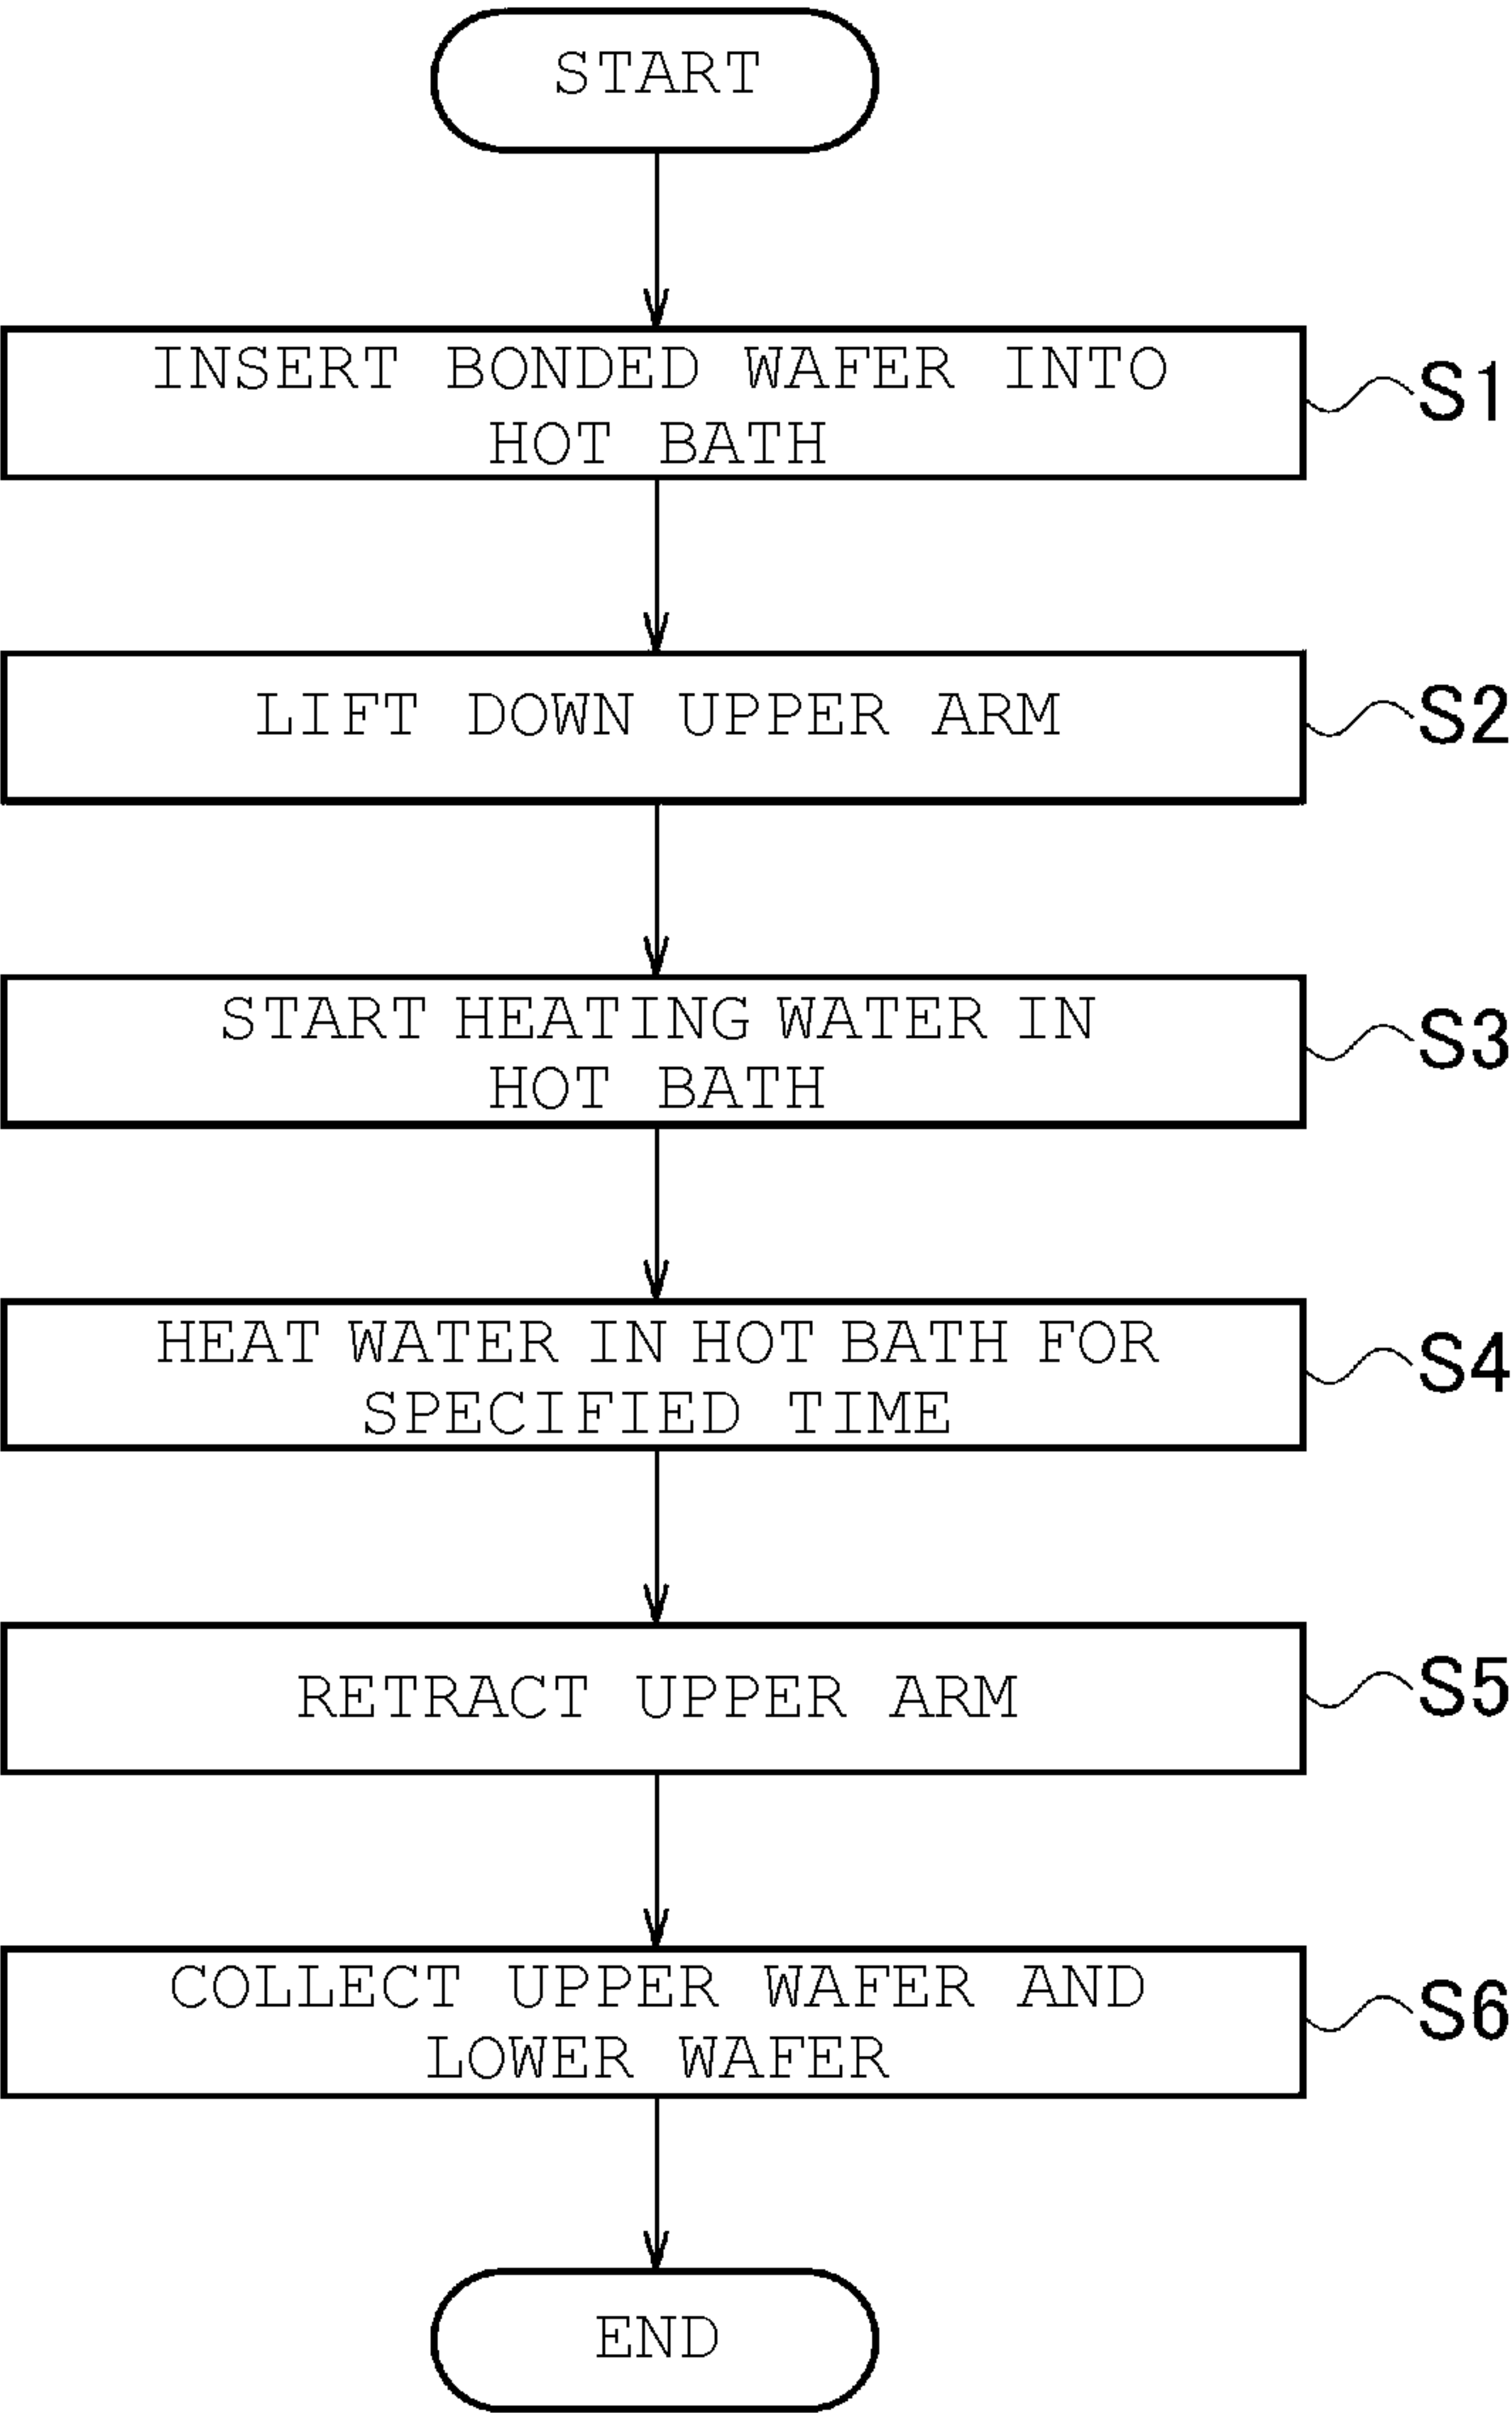 START
INSERT BONDED WAFER INTO
HOT BATH
S1
LIFT DOWN UPPER ARM
S2
START HEATING WATER IN
HOT BATH
S3
HEAT WATER IN HOT BATH FOR
SPECIFIED TIME
S4
RETRACT UPPER ARM
S5
COLLECT UPPER WAFER AND
LOWER WAFER
S6
END